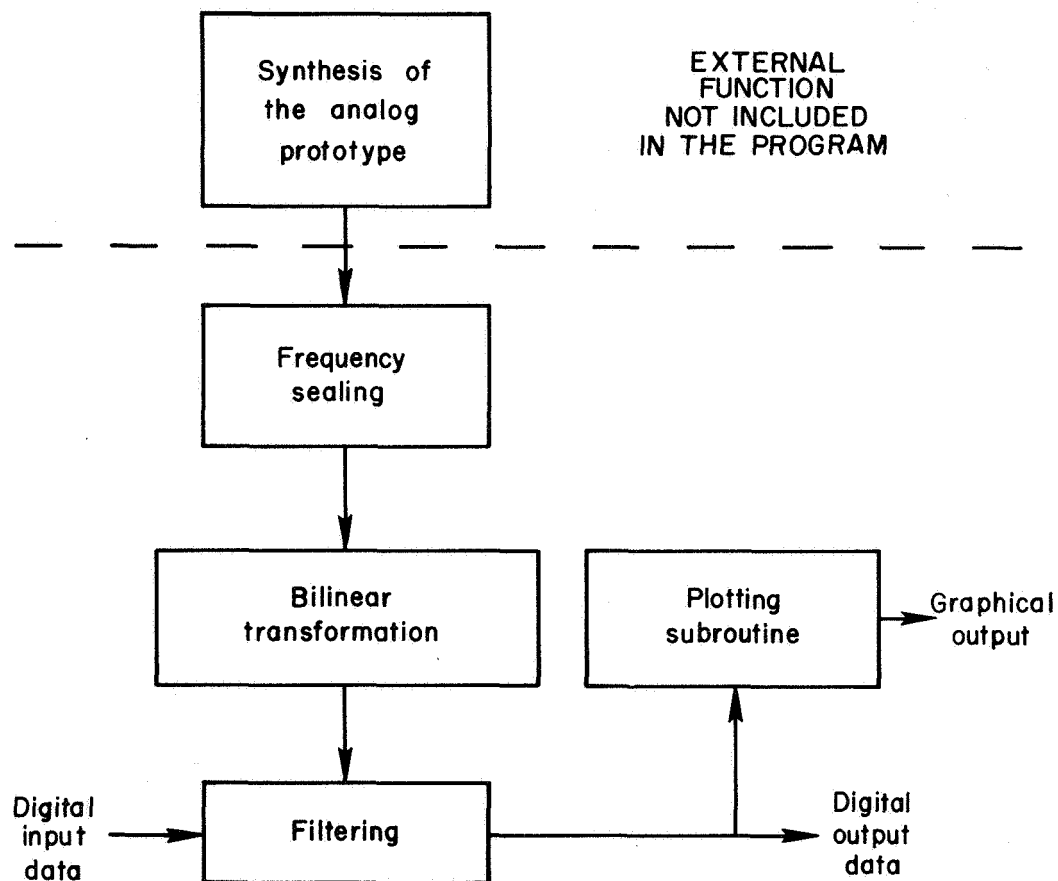 Synthesis of
the analog
prototype
EXTERNAL
FUNCTION
NOT INCLUDED
IN THE PROGRAM
Frequency
sealing
Bilinear
transformation
Plotting
subroutine
Graphical
output
Digital
input
data
Filtering
Digital
output
data